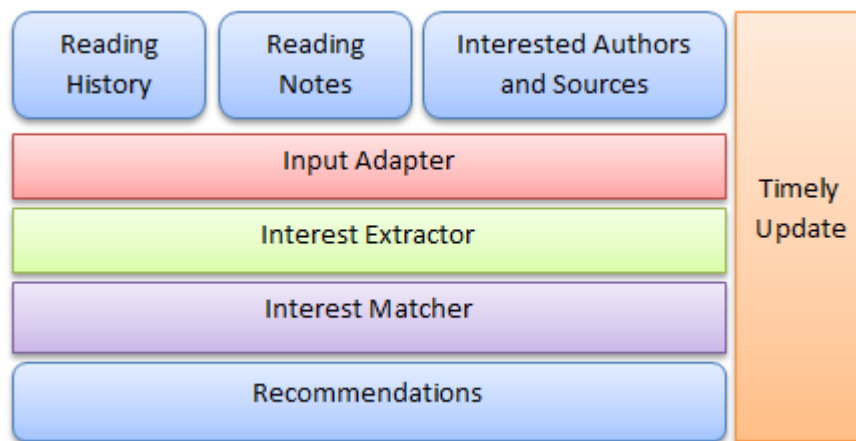 Reading
History
Reading
Notes
Interested Authors
and Sources
Input Adapter
Interest Extractor
Interest Matcher
Recommendations
Timely
Update